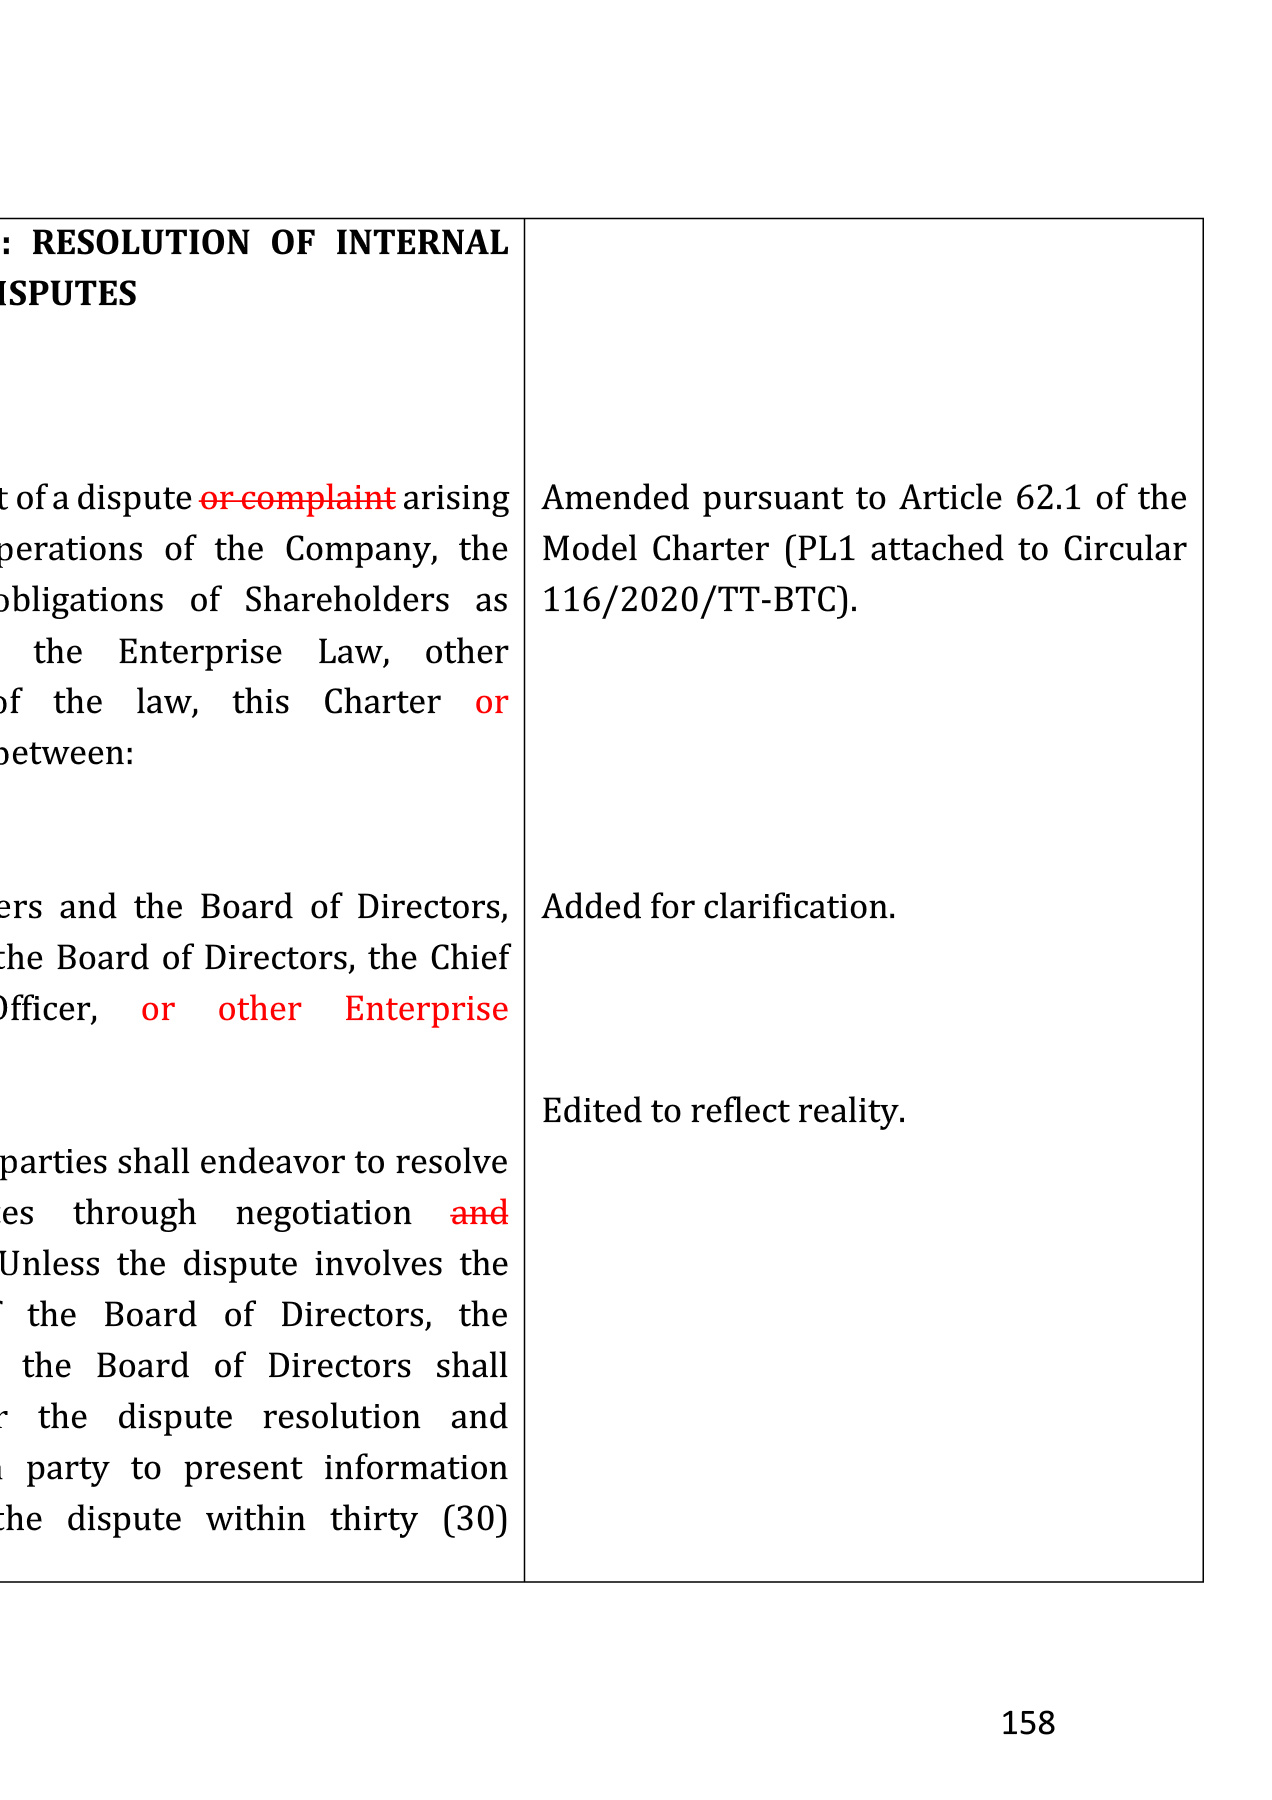 : RESOLUTION OF INTERNAL
ISPUTES
t of a dispute or complaint arising
perations of the Company, the
obligations of Shareholders as
the Enterprise Law, other
of the law, this Charter or
between:
ers and the Board of Directors,
the Board of Directors, the Chief
Officer, or other Enterprise
parties shall endeavor to resolve
tes through negotiation and
Unless the dispute involves the
f the Board of Directors, the
the Board of Directors shall
r the dispute resolution and
party to present information
the dispute within thirty (30)
Amended pursuant to Article 62.1 of the
Model Charter (PL1 attached to Circular
116/2020/TT-BTC).
Added for clarification.
Edited to reflect reality.
158